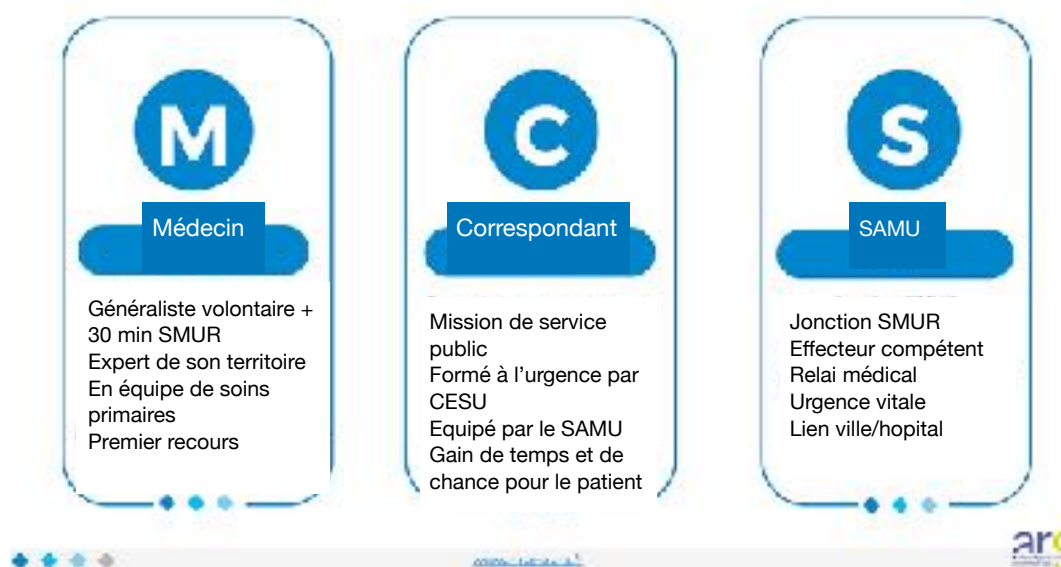 M
Médecin
Généraliste volontaire +
30 min SMUR
Expert de son territoire
En équipe de soins
primaires
Premier recours
C
Correspondant
Mission de service
public
Formé à l’urgence par
CESU
Equipé par le SAMU
Gain de temps et de
chance pour le patient
S
SAMU
Jonction SMUR
Effecteur compétent
Relai médical
Urgence vitale
Lien ville/hopital